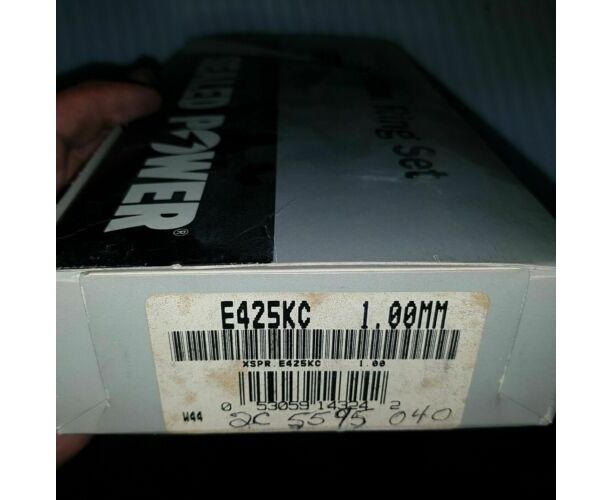 SEALED POWER®
Ring Set
E425KC 1.00MM
XSPR.E425KC 1.00
0 53059 14324 2
W44
2C 5595 040